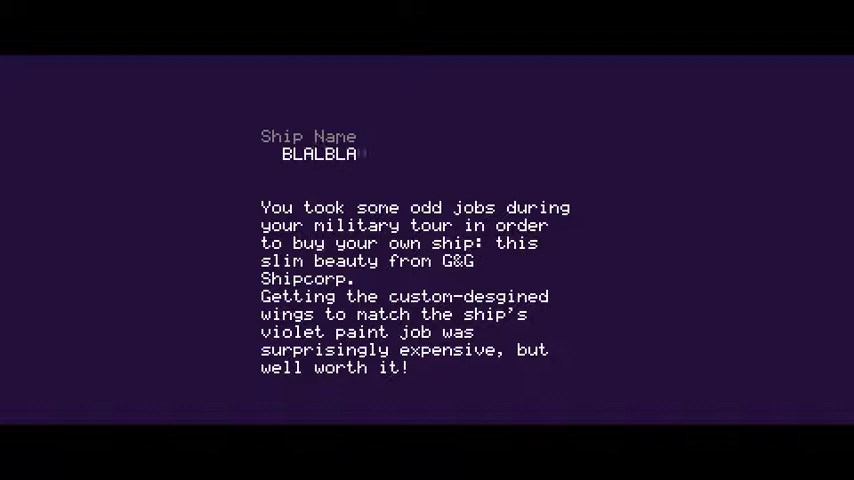 Ship Name
BLALBLA
You took some odd jobs during
your military tour in order
to buy your own ship: this
slim beauty from G&G
Shipcorp.
Getting the custom-desgined
wings to match the ship's
violet paint job was
surprisingly expensive, but
well worth it!